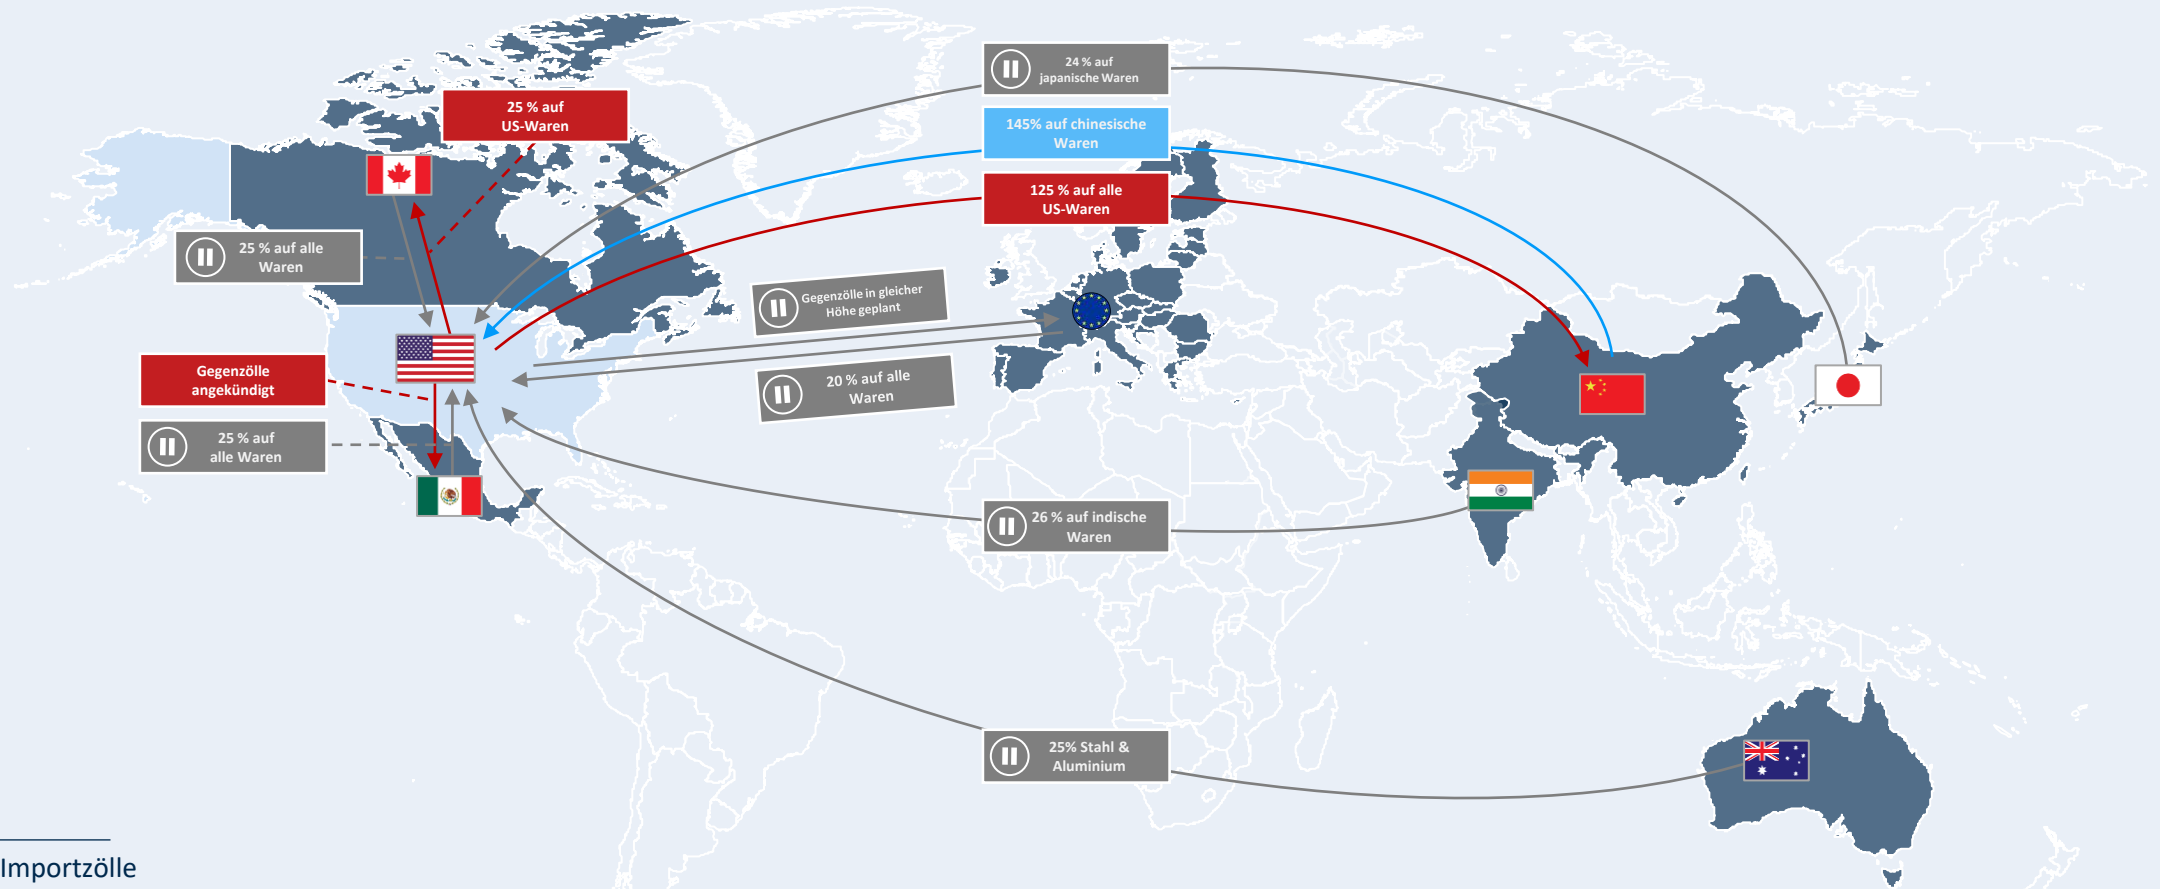 24 % auf
japanische Waren
25 % auf
US-Waren
145% auf chinesische
Waren
125 % auf alle
US-Waren
25 % auf alle
Waren
Gegenzölle in gleicher
Höhe geplant
Gegenzölle
angekündigt
20 % auf alle
Waren
25 % auf
alle Waren
26 % auf indische
Waren
25% Stahl &
Aluminium
Importzölle